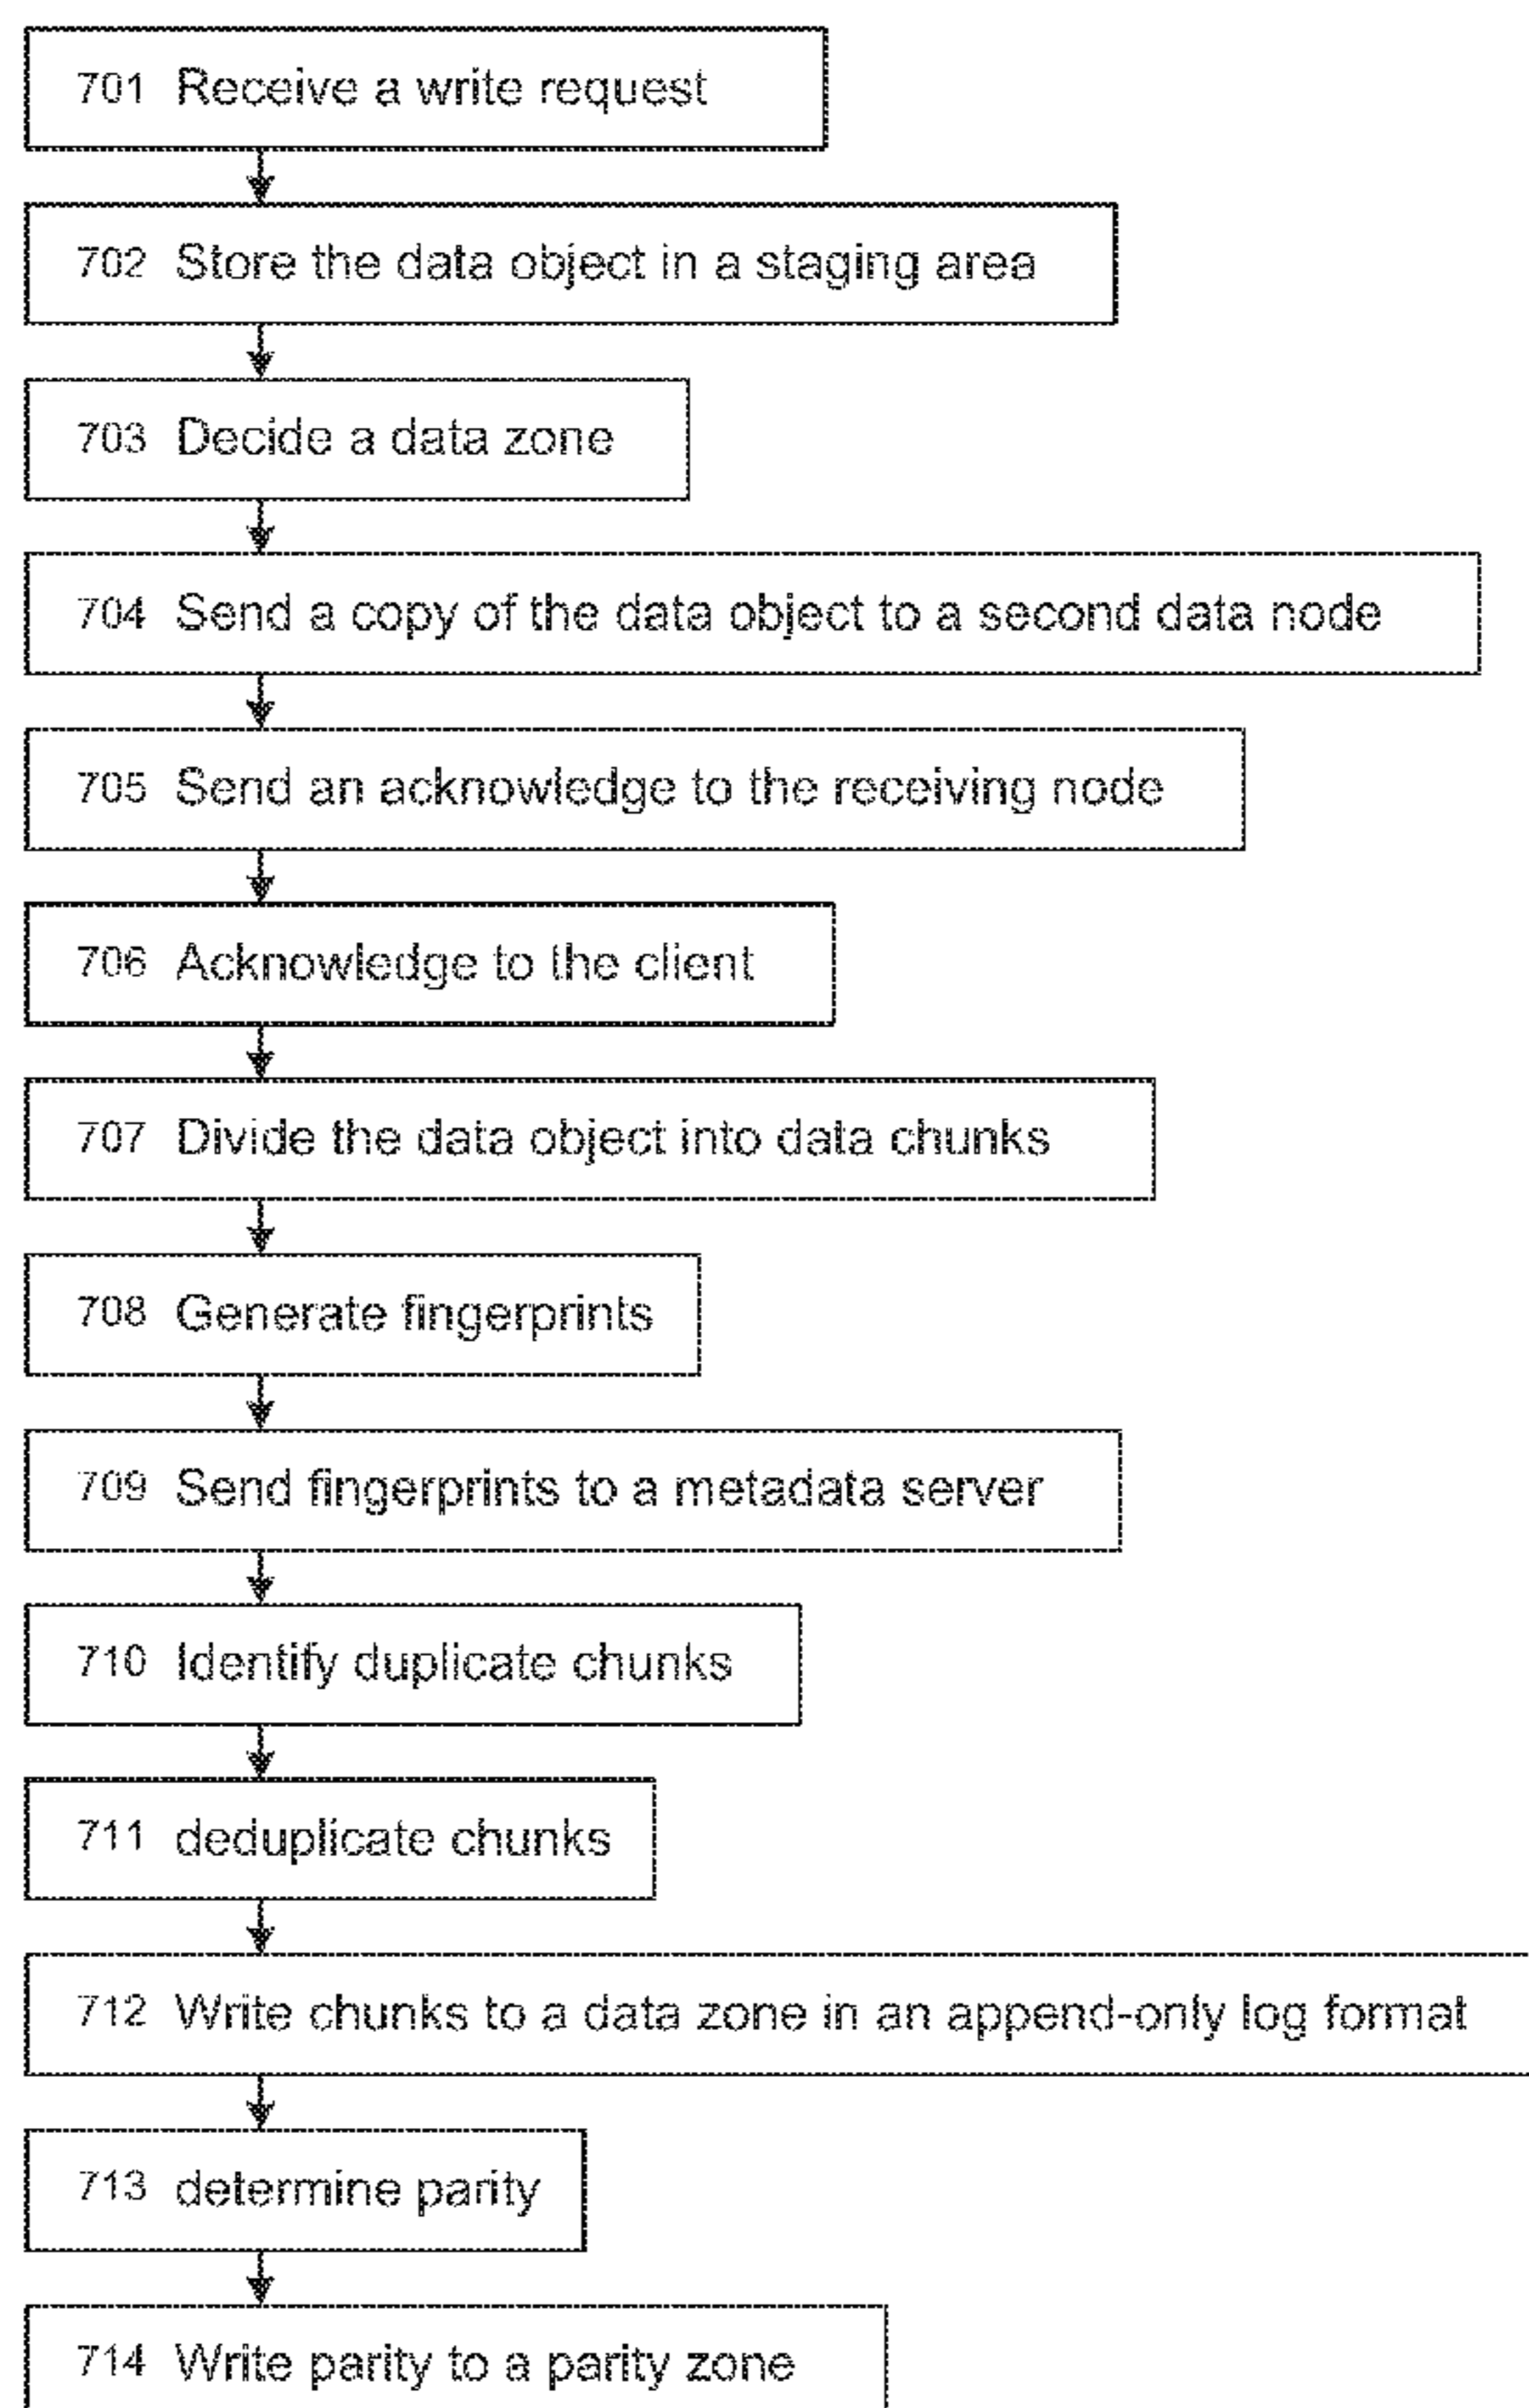 701 Receive a write request
702 Store the data object in a staging area
703 Decide a data zone
704 Send a copy of the data object to a second data node
705 Send an acknowledge to the receiving node
706 Acknowledge to the client
707 Divide the data object into data chunks
708 Generate fingerprints
709 Send fingerprints to a metadata server
710 Identify duplicate chunks
711 deduplicate chunks
712 Write chunks to a data zone in an append-only log format
713 determine parity
714 Write parity to a parity zone